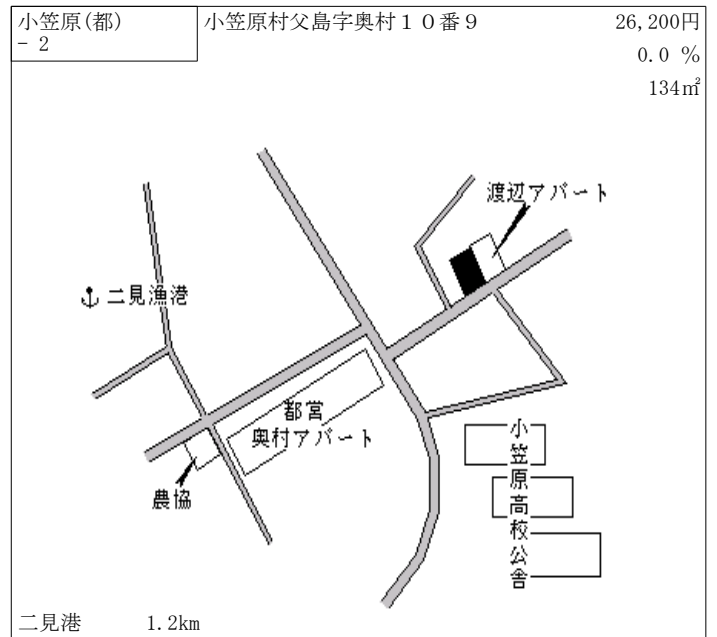 小笠原(都) 小笠原村父島字奥村１０番９ 26,200円
- 2 0.0 %
134㎡
渡辺アパート
二見漁港
都営
奥村アパート
農協
小笠原高校公舎
二見港 1.2km